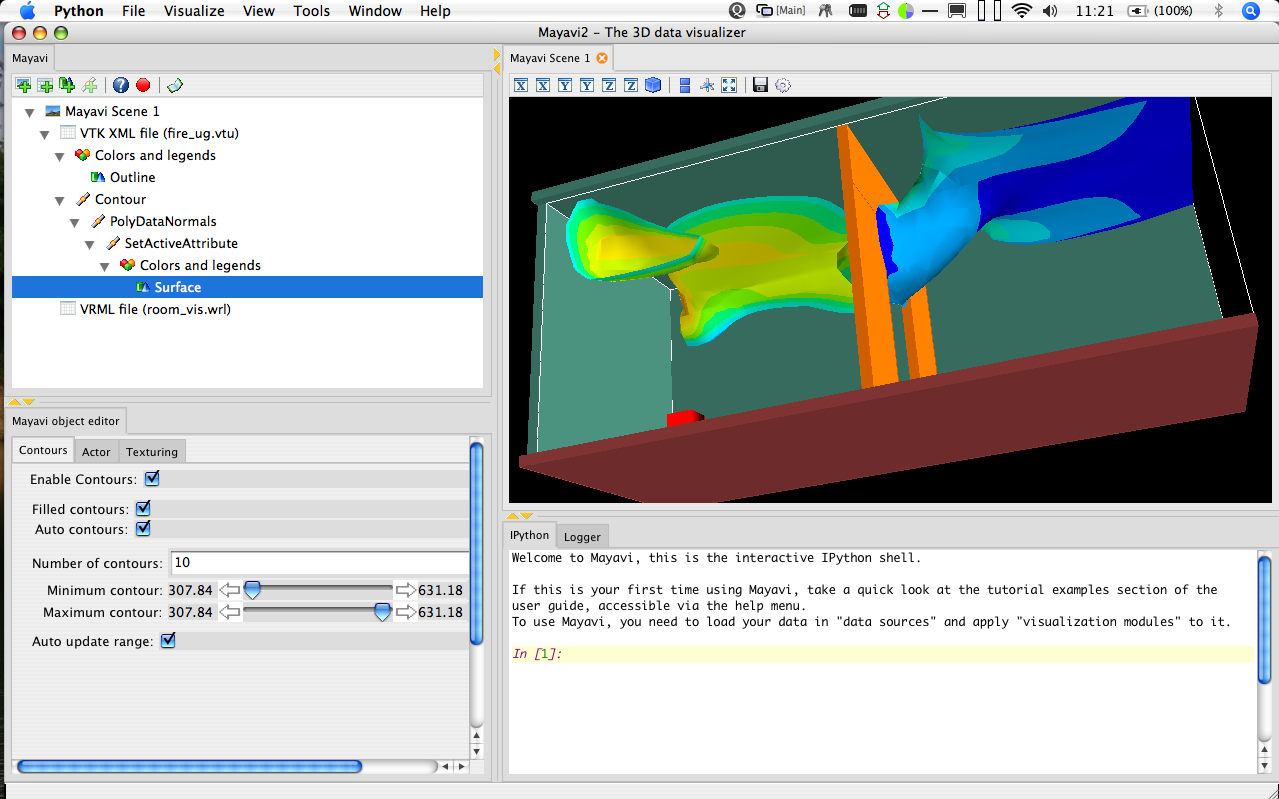 Python File Mayavi Visualize View Tools Window Help [Main] 11:21 (100%)
Mayavi2 - The 3D data visualizer
Mayavi
Mayavi Scene 1
VTK XML file (fire_ug.vtu)
Colors and legends
Outline
Contour
PolyDataNormals
SetActiveAttribute
Colors and legends
Surface
VRML file (room_vis.wrl)
Mayavi object editor
Contours Actor Texturing
Enable Contours:
Filled contours:
Auto contours:
Number of contours: 10
Minimum contour: 307.84 631.18
Maximum contour: 307.84 631.18
Auto update range:
Mayavi Scene 1
X X Y Y Z Z
IPython Logger
Welcome to Mayavi, this is the interactive IPython shell.
If this is your first time using Mayavi, take a quick look at the tutorial examples section of the
user guide, accessible via the help menu.
To use Mayavi, you need to load your data in "data sources" and apply "visualization modules" to it.
In [1]: